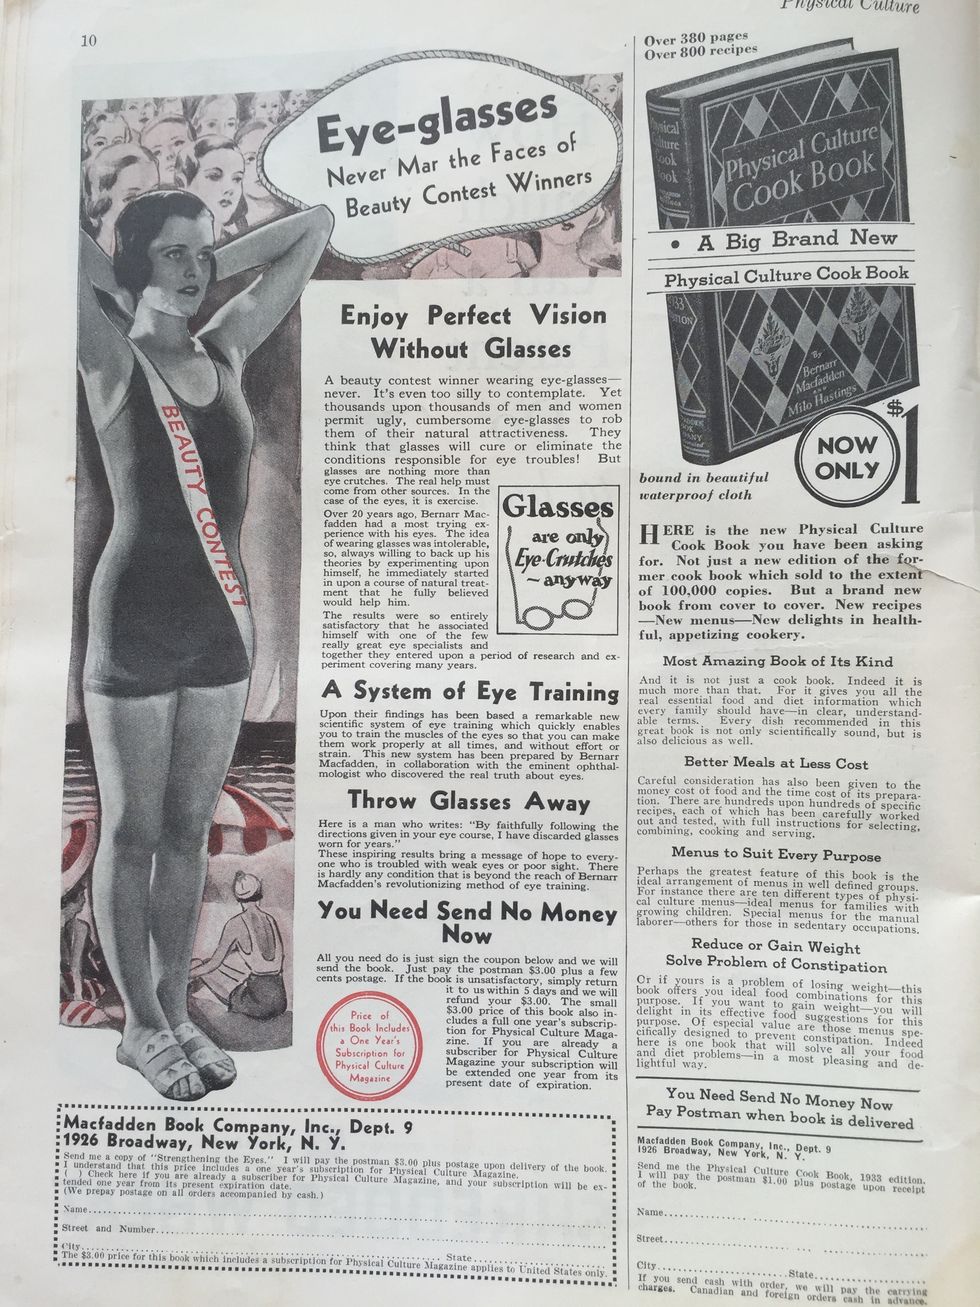 Physical Culture
10
Eye-glasses
Never Mar the Faces of
Beauty Contest Winners
BEAUTY CONTEST
Enjoy Perfect Vision
Without Glasses
A beauty contest winner wearing eye-glasses—
never. It's even too silly to contemplate. Yet
thousands upon thousands of men and women
permit ugly, cumbersome eye-glasses to rob
them of their natural attractiveness. They
think that glasses will cure or eliminate the
conditions responsible for eye troubles! But
glasses are nothing more than
eye crutches. The real help must
come from other sources. In the
case of the eyes, it is exercise.
Over 20 years ago, Bernarr Mac-
fadden had a most trying ex-
perience with his eyes. The idea
of wearing glasses was intolerable,
so, always willing to back up his
theories by experimenting upon
himself, he immediately started
in upon a course of natural treat-
ment that he fully believed
would help him.
The results were so entirely
satisfactory that he associated
himself with one of the few
really great eye specialists and
together they entered upon a period of research and ex-
periment covering many years.
Glasses
are only
Eye-Crutches
~anyway
A System of Eye Training
Upon their findings has been based a remarkable new
scientific system of eye training which quickly enables
you to train the muscles of the eyes so that you can make
them work properly at all times, and without effort or
strain. This new system has been prepared by Bernarr
Macfadden, in collaboration with the eminent ophthal-
mologist who discovered the real truth about eyes.
Throw Glasses Away
Here is a man who writes: "By faithfully following the
directions given in your eye course, I have discarded glasses
worn for years."
These inspiring results bring a message of hope to every-
one who is troubled with weak eyes or poor sight. There
is hardly any condition that is beyond the reach of Bernarr
Macfadden's revolutionizing method of eye training.
You Need Send No Money
Now
All you need do is just sign the coupon below and we will
send the book. Just pay the postman $3.00 plus a few
cents postage. If the book is unsatisfactory, simply return
it to us within 5 days and we will
refund your $3.00. The small
$3.00 price of this book also in-
cludes a full one year's subscrip-
tion for Physical Culture Maga-
zine. If you are already a
subscriber for Physical Culture
Magazine your subscription will
be extended one year from its
present date of expiration.
Price of
this Book Includes
a One Year's
Subscription for
Physical Culture
Magazine
Macfadden Book Company, Inc., Dept. 9
1926 Broadway, New York, N. Y.
Send me a copy of "Strengthening the Eyes." I will pay the postman $3.00 plus postage upon delivery of the book.
I understand that this price includes a one year's subscription for Physical Culture Magazine.
( ) Check here if you are already a subscriber for Physical Culture Magazine, and your subscription will be ex-
tended one year from its present expiration date.
(We prepay postage on all orders accompanied by cash.)
Name
Street and Number
City State
The $3.00 price for this book which includes a subscription for Physical Culture Magazine applies to United States only.
Over 380 pages
Over 800 recipes
Physical Culture
Cook Book
• A Big Brand New
Physical Culture Cook Book
By
Bernarr
Macfadden
AND
Milo Hastings
NOW
ONLY
$1
bound in beautiful
waterproof cloth
HERE is the new Physical Culture
Cook Book you have been asking
for. Not just a new edition of the for-
mer cook book which sold to the extent
of 100,000 copies. But a brand new
book from cover to cover. New recipes
—New menus—New delights in health-
ful, appetizing cookery.
Most Amazing Book of Its Kind
And it is not just a cook book. Indeed it is
much more than that. For it gives you all the
real essential food and diet information which
every family should have—in clear, understand-
able terms. Every dish recommended in this
great book is not only scientifically sound, but is
also delicious as well.
Better Meals at Less Cost
Careful consideration has also been given to the
money cost of food and the time cost of its prepara-
tion. There are hundreds upon hundreds of specific
recipes, each of which has been carefully worked
out and tested, with full instructions for selecting,
combining, cooking and serving.
Menus to Suit Every Purpose
Perhaps the greatest feature of this book is the
ideal arrangement of menus in well defined groups.
For instance there are ten different types of physi-
cal culture menus—ideal menus for families with
growing children. Special menus for the manual
laborer—others for those in sedentary occupations.
Reduce or Gain Weight
Solve Problem of Constipation
Or if yours is a problem of losing weight—this
book offers you ideal food combinations for this
purpose. If you want to gain weight—you will
delight in its effective food suggestions for this
purpose. Of especial value are those menus spe-
cifically designed to prevent constipation. Indeed
here is one book that will solve all your food
and diet problems—in a most pleasing and de-
lightful way.
You Need Send No Money Now
Pay Postman when book is delivered
Macfadden Book Company, Inc., Dept. 9
1926 Broadway, New York, N. Y.
Send me the Physical Culture Cook Book, 1933 edition.
I will pay the postman $1.00 plus postage upon receipt
of the book.
Name
Street
City State
If you send cash with order, we will pay the carrying
charges. Canadian and foreign orders cash in advance.